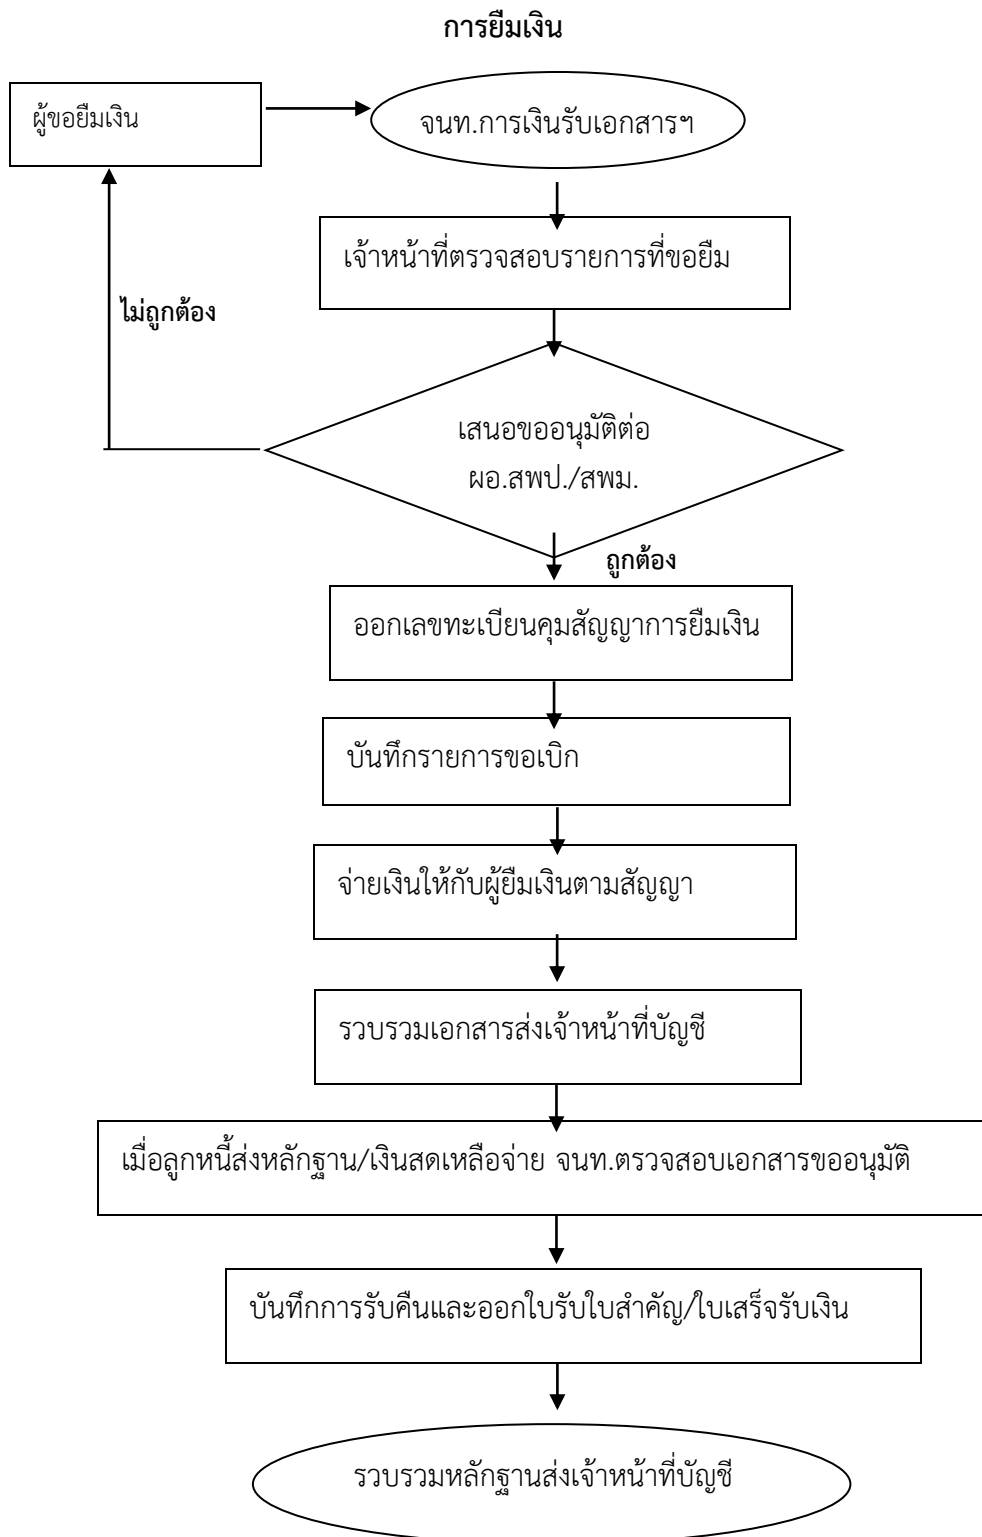 การยืมเงิน
ผู้ขอยืมเงิน
จนท.การเงินรับเอกสารฯ
เจ้าหน้าที่ตรวจสอบรายการที่ขอยืม
ไม่ถูกต้อง
เสนอขออนุมัติต่อ
ผอ.สพป./สพม.
ถูกต้อง
ออกเลขทะเบียนคุมสัญญาการยืมเงิน
บันทึกรายการขอเบิก
จ่ายเงินให้กับผู้ยืมเงินตามสัญญา
รวบรวมเอกสารส่งเจ้าหน้าที่บัญชี
เมื่อลูกหนี้ส่งหลักฐาน/เงินสดเหลือจ่าย จนท.ตรวจสอบเอกสารขออนุมัติ
บันทึกการรับคืนและออกใบรับใบสำคัญ/ใบเสร็จรับเงิน
รวบรวมหลักฐานส่งเจ้าหน้าที่บัญชี